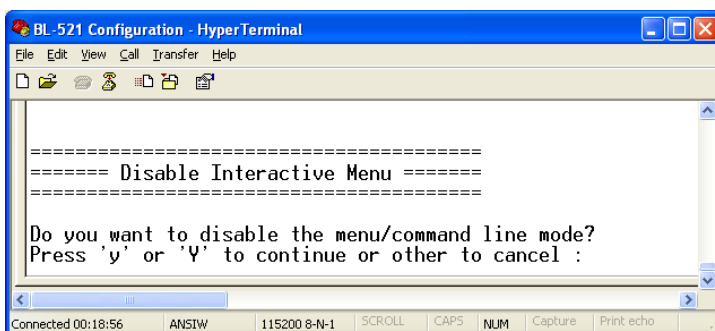 BL-521 Configuration - HyperTerminal
File Edit View Call Transfer Help
========================================
======= Disable Interactive Menu =======
========================================
Do you want to disable the menu/command line mode?
Press 'y' or 'Y' to continue or other to cancel :
Connected 00:18:56 ANSIW 115200 8-N-1 SCROLL CAPS NUM Capture Print echo